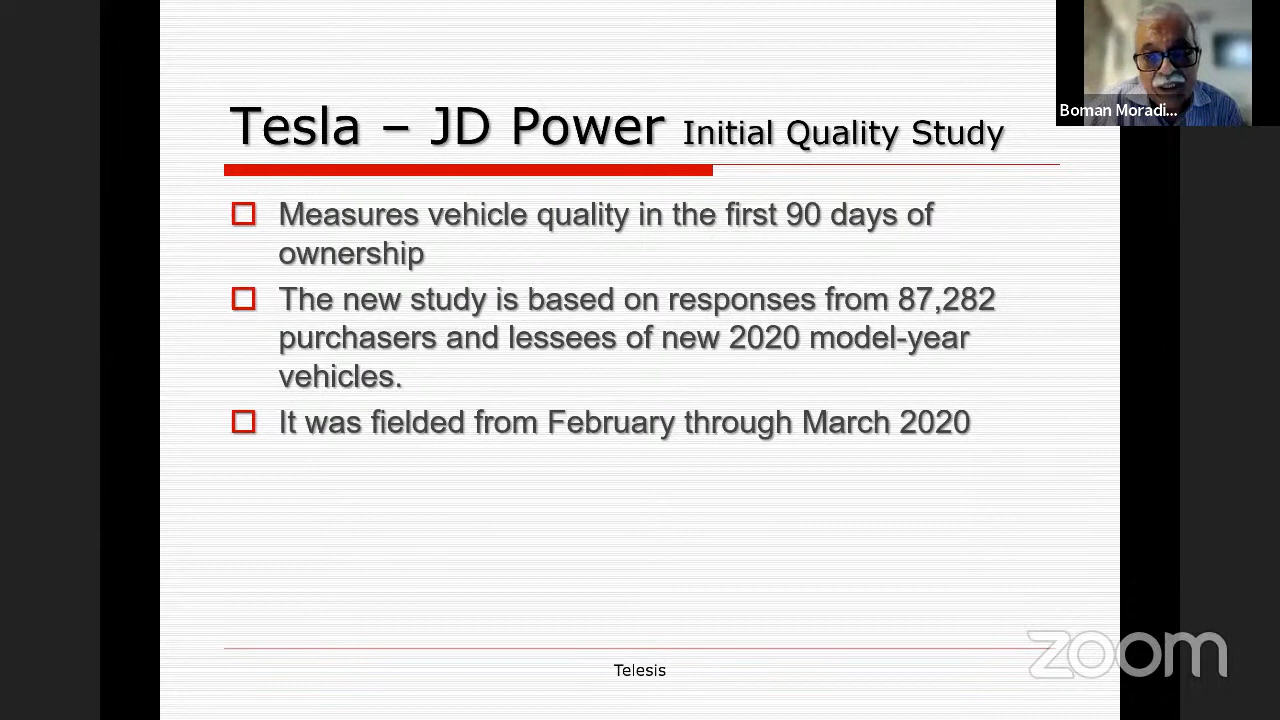 Boman Moradi...
Tesla – JD Power Initial Quality Study
Measures vehicle quality in the first 90 days of
ownership
The new study is based on responses from 87,282
purchasers and lessees of new 2020 model-year
vehicles.
It was fielded from February through March 2020
Telesis
zoom